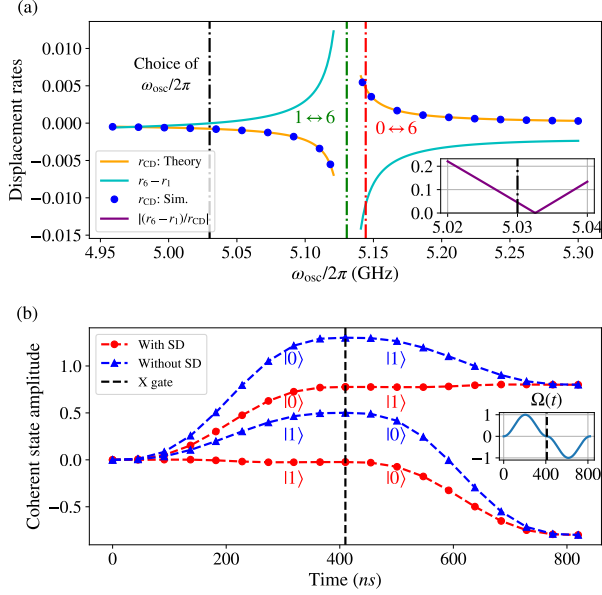 (a)
0.010
0.005
0.000
−0.005
−0.010
−0.015
Displacement rates
Choice of
ω_osc/2π
1↔6
0↔6
r_CD: Theory
r_6 − r_1
r_CD: Sim.
|(r_6 − r_1)/r_CD|
0.2
0.1
0.0
5.02 5.03 5.04
4.95 5.00 5.05 5.10 5.15 5.20 5.25 5.30
ω_osc/2π (GHz)
(b)
With SD
Without SD
X gate
1.0
0.5
0.0
−0.5
Coherent state amplitude
|0⟩ |1⟩
|0⟩ |1⟩
|1⟩ |0⟩
|1⟩ |0⟩
Ω(t)
1
0
−1
0 400 800
0 200 400 600 800
Time (ns)